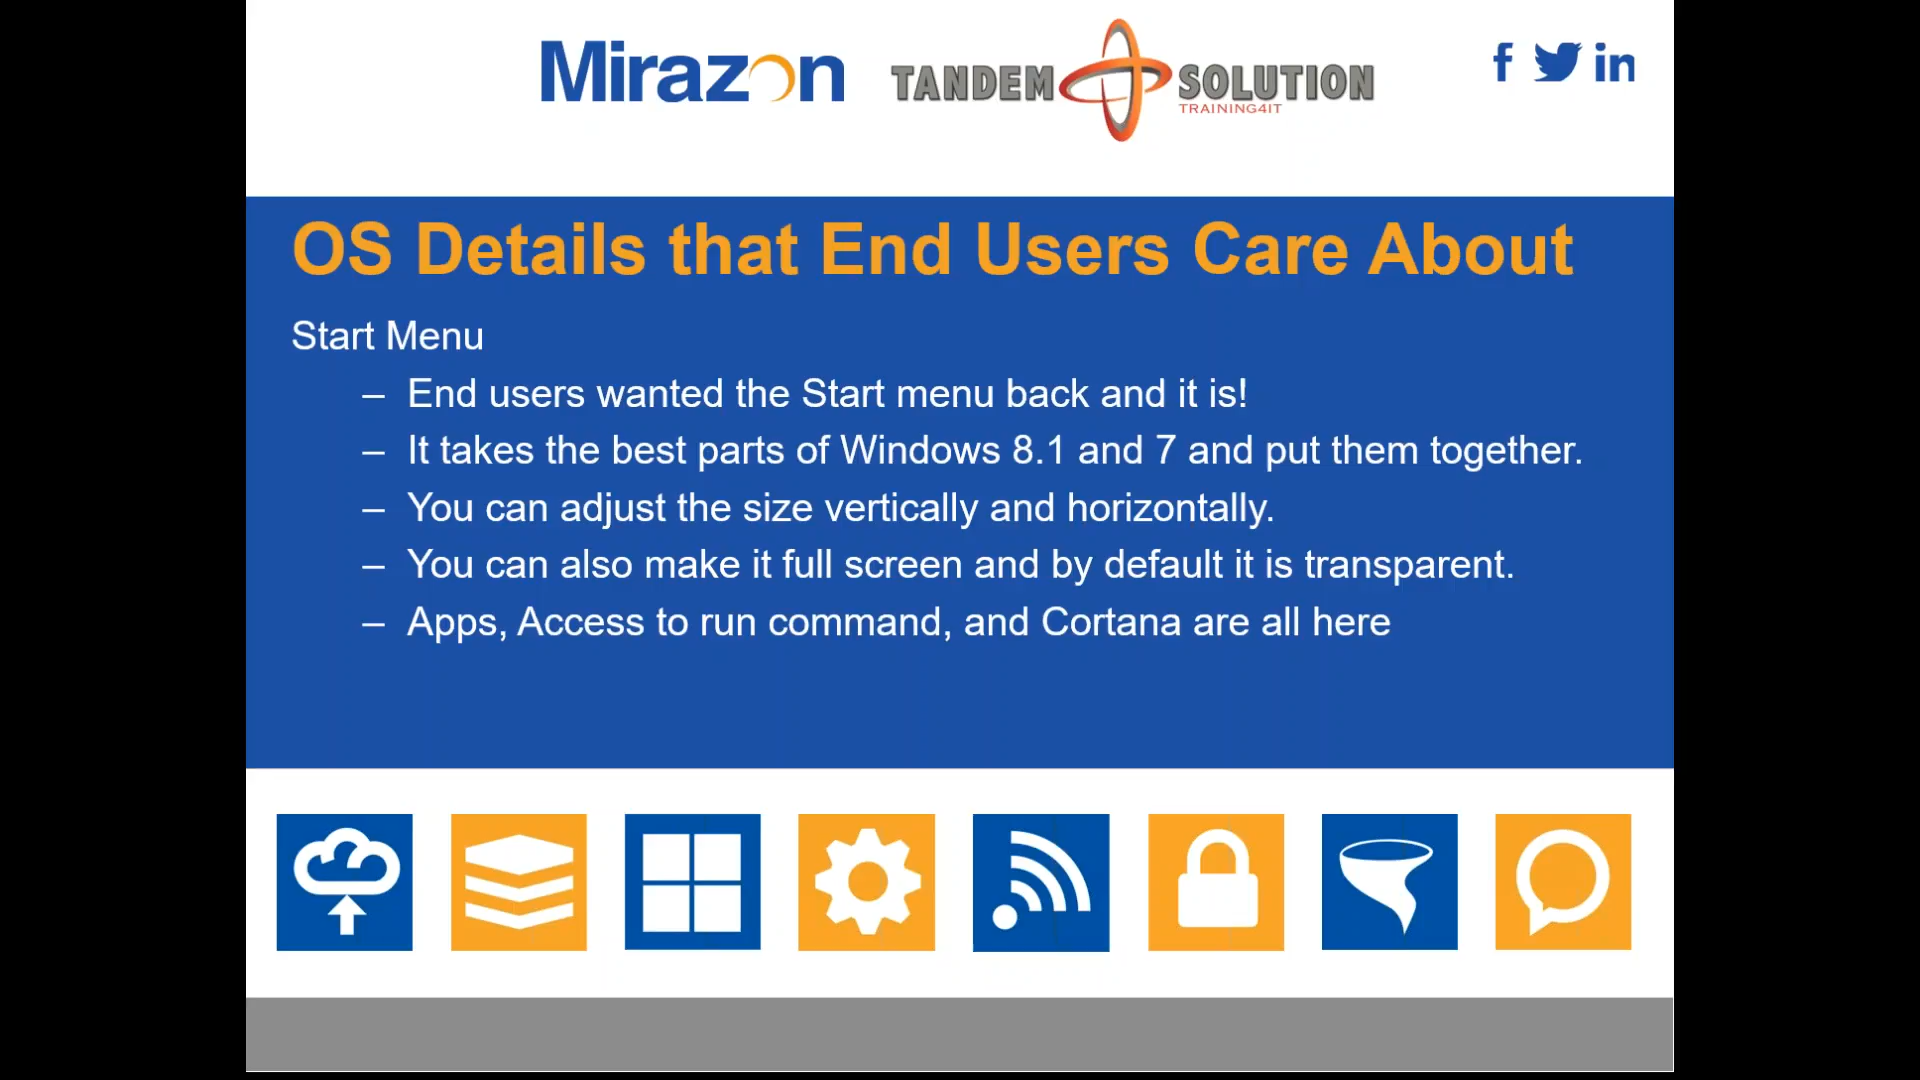 Mirazon
TANDEM SOLUTION
TRAINING4IT
f in
OS Details that End Users Care About
Start Menu
– End users wanted the Start menu back and it is!
– It takes the best parts of Windows 8.1 and 7 and put them together.
– You can adjust the size vertically and horizontally.
– You can also make it full screen and by default it is transparent.
– Apps, Access to run command, and Cortana are all here